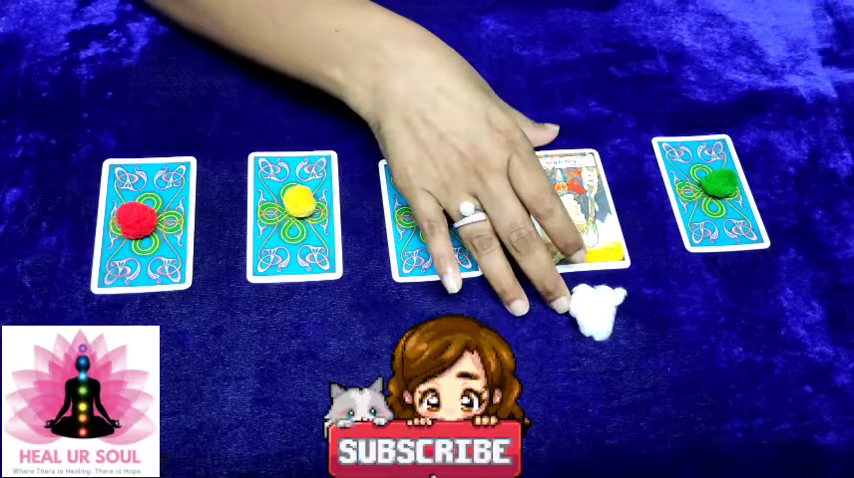 HEAL UR SOUL
Where There is Healing, There is Hope
SUBSCRIBE